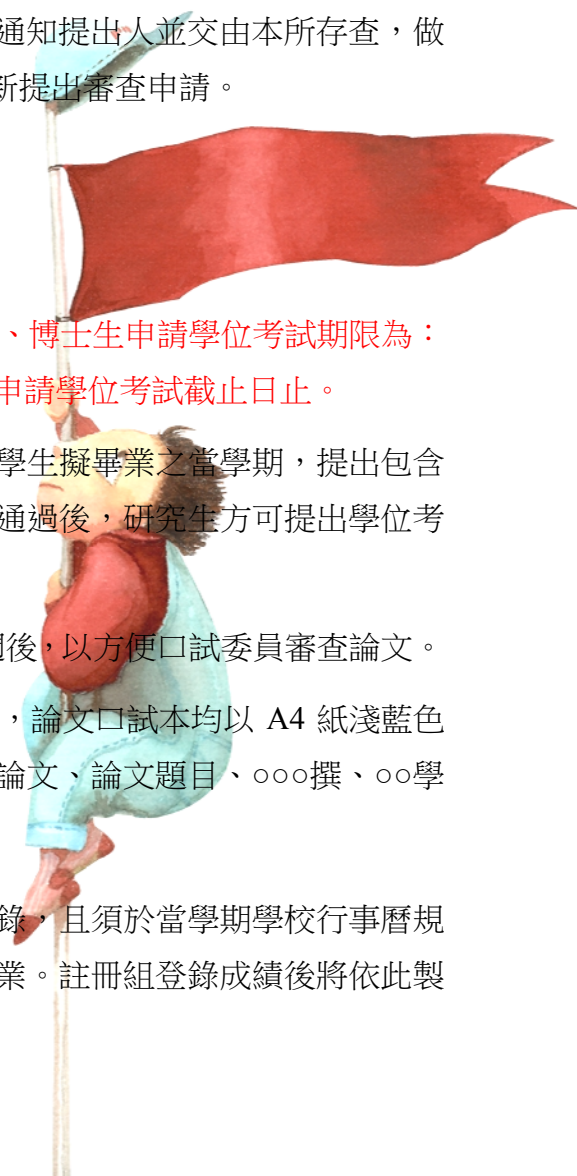 通知提出人並交由本所存查，做
新提出審查申請。
、博士生申請學位考試期限為：
申請學位考試截止日止。
學生擬畢業之當學期，提出包含
通過後，研究生方可提出學位考
後，以方便口試委員審查論文。
，論文口試本均以 A4 紙淺藍色
論文、論文題目、○○○撰、○○學
錄，且須於當學期學校行事曆規
業。註冊組登錄成績後將依此製